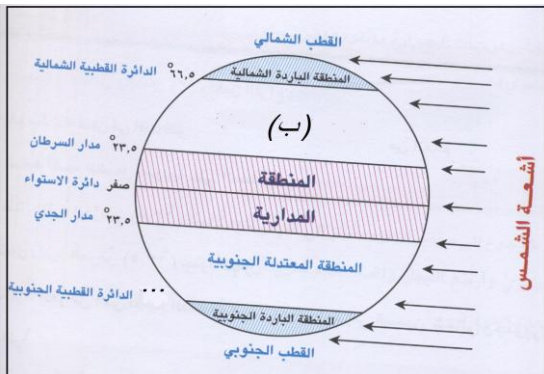 القطب الشمالي
المنطقة الباردة الشمالية
الدائرة القطبية الشمالية ٦٦,٥°
(ب)
مدار السرطان ٢٣,٥°
المنطقة
دائرة الاستواء صفر
المدارية
مدار الجدي ٢٣,٥°
المنطقة المعتدلة الجنوبية
الدائرة القطبية الجنوبية ...
المنطقة الباردة الجنوبية
القطب الجنوبي
أشعة الشمس